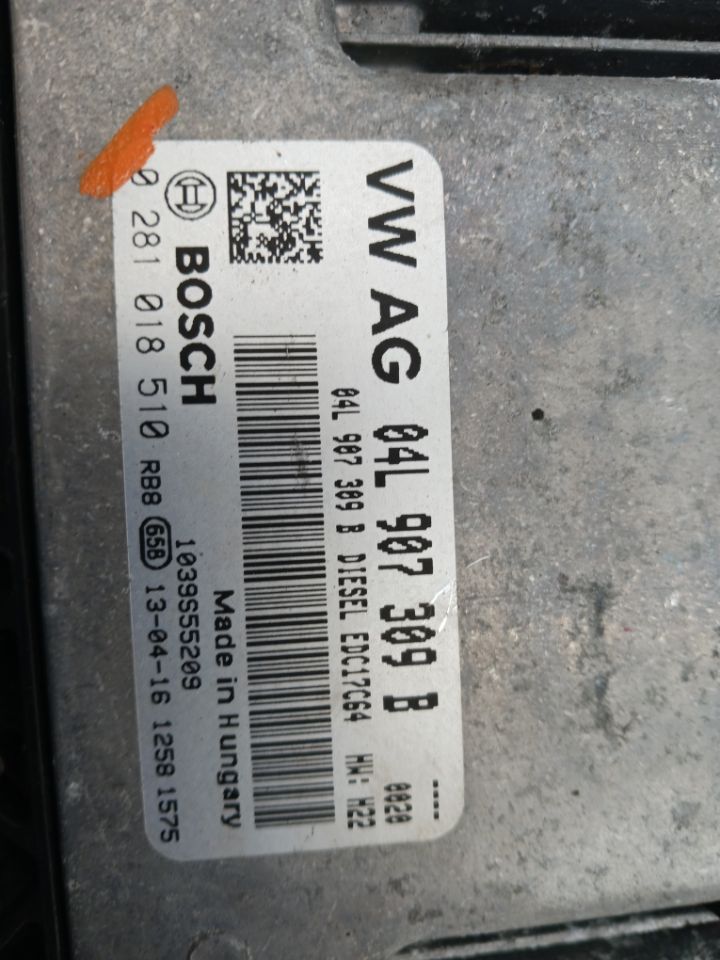 VW AG 04L 907 309 B ----
04L 907 309 B DIESEL EDC17C64 HW: H22 0020
BOSCH
Made in Hungary
1039S55209
0 281 018 510 RB8 658 13-04-16 1258 1575